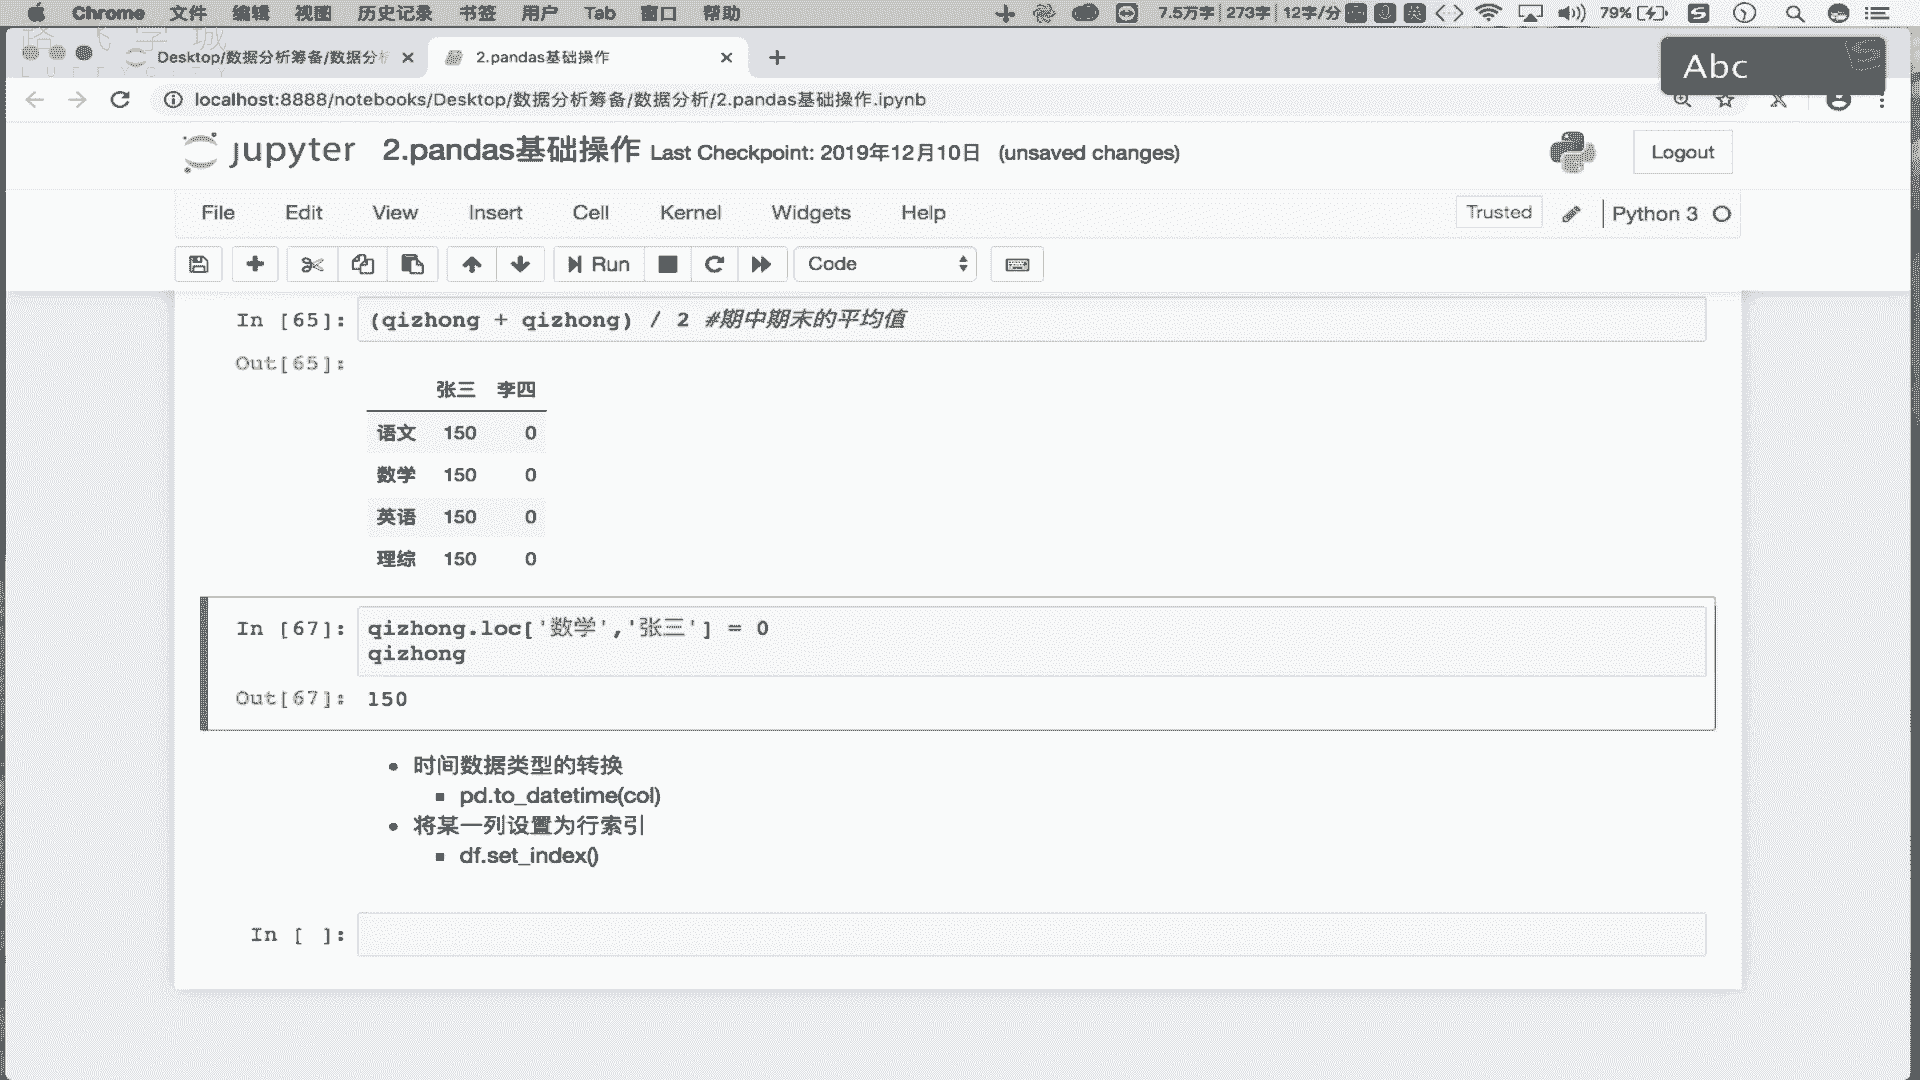 Chrome 文件 编辑 视图 历史记录 书签 用户 Tab 窗口 帮助 7.5万字 273字 12字/分 79%
路飞学城
Desktop/数据分析筹备/数据分析
2.pandas基础操作
Abc
localhost:8888/notebooks/Desktop/数据分析筹备/数据分析/2.pandas基础操作.ipynb
jupyter 2.pandas基础操作 Last Checkpoint: 2019年12月10日 (unsaved changes)
Logout
File Edit View Insert Cell Kernel Widgets Help
Trusted Python 3
Run Code
In [65]: (qizhong + qizhong) / 2 #期中期末的平均值
Out[65]:
张三 李四
语文 150 0
数学 150 0
英语 150 0
理综 150 0
In [67]: qizhong.loc['数学','张三'] = 0
qizhong
Out[67]: 150
时间数据类型的转换
pd.to_datetime(col)
将某一列设置为行索引
df.set_index()
In [ ]: